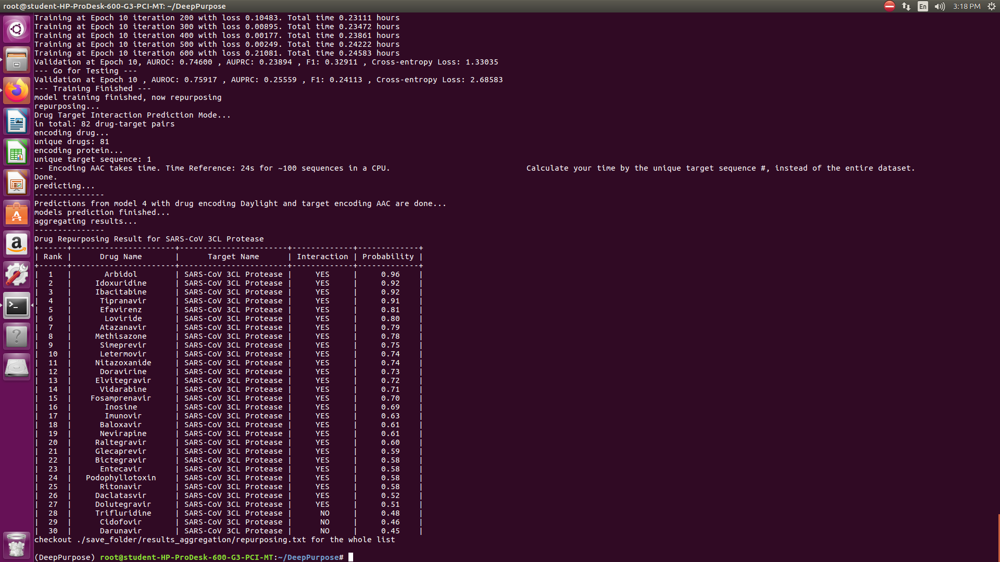 root@student-HP-ProDesk-600-G3-PCI-MT: ~/DeepPurpose
En
3:18 PM
Training at Epoch 10 iteration 200 with loss 0.10483. Total time 0.23111 hours
Training at Epoch 10 iteration 300 with loss 0.00895. Total time 0.23472 hours
Training at Epoch 10 iteration 400 with loss 0.00177. Total time 0.23861 hours
Training at Epoch 10 iteration 500 with loss 0.00249. Total time 0.24222 hours
Training at Epoch 10 iteration 600 with loss 0.21081. Total time 0.24583 hours
Validation at Epoch 10, AUROC: 0.74600 , AUPRC: 0.23894 , F1: 0.32911 , Cross-entropy Loss: 1.33035
--- Go for Testing ---
Validation at Epoch 10 , AUROC: 0.75917 , AUPRC: 0.25559 , F1: 0.24113 , Cross-entropy Loss: 2.68583
--- Training Finished ---
model training finished, now repurposing
repurposing...
Drug Target Interaction Prediction Mode...
in total: 82 drug-target pairs
encoding drug...
unique drugs: 81
encoding protein...
unique target sequence: 1
-- Encoding AAC takes time. Time Reference: 24s for ~100 sequences in a CPU. Calculate your time by the unique target sequence #, instead of the entire dataset.
Done.
predicting...
---------------
Predictions from model 4 with drug encoding Daylight and target encoding AAC are done...
models prediction finished...
aggregating results...
---------------
Drug Repurposing Result for SARS-CoV 3CL Protease
+------+----------------------+-----------------------+-------------+-------------+
| Rank | Drug Name | Target Name | Interaction | Probability |
+------+----------------------+-----------------------+-------------+-------------+
| 1 | Arbidol | SARS-CoV 3CL Protease | YES | 0.96 |
| 2 | Idoxuridine | SARS-CoV 3CL Protease | YES | 0.92 |
| 3 | Ibacitabine | SARS-CoV 3CL Protease | YES | 0.92 |
| 4 | Tipranavir | SARS-CoV 3CL Protease | YES | 0.91 |
| 5 | Efavirenz | SARS-CoV 3CL Protease | YES | 0.81 |
| 6 | Loviride | SARS-CoV 3CL Protease | YES | 0.80 |
| 7 | Atazanavir | SARS-CoV 3CL Protease | YES | 0.79 |
| 8 | Methisazone | SARS-CoV 3CL Protease | YES | 0.78 |
| 9 | Simeprevir | SARS-CoV 3CL Protease | YES | 0.75 |
| 10 | Letermovir | SARS-CoV 3CL Protease | YES | 0.74 |
| 11 | Nitazoxanide | SARS-CoV 3CL Protease | YES | 0.74 |
| 12 | Doravirine | SARS-CoV 3CL Protease | YES | 0.73 |
| 13 | Elvitegravir | SARS-CoV 3CL Protease | YES | 0.72 |
| 14 | Vidarabine | SARS-CoV 3CL Protease | YES | 0.71 |
| 15 | Fosamprenavir | SARS-CoV 3CL Protease | YES | 0.70 |
| 16 | Inosine | SARS-CoV 3CL Protease | YES | 0.69 |
| 17 | Imunovir | SARS-CoV 3CL Protease | YES | 0.63 |
| 18 | Baloxavir | SARS-CoV 3CL Protease | YES | 0.61 |
| 19 | Nevirapine | SARS-CoV 3CL Protease | YES | 0.61 |
| 20 | Raltegravir | SARS-CoV 3CL Protease | YES | 0.60 |
| 21 | Glecaprevir | SARS-CoV 3CL Protease | YES | 0.59 |
| 22 | Bictegravir | SARS-CoV 3CL Protease | YES | 0.58 |
| 23 | Entecavir | SARS-CoV 3CL Protease | YES | 0.58 |
| 24 | Podophyllotoxin | SARS-CoV 3CL Protease | YES | 0.58 |
| 25 | Ritonavir | SARS-CoV 3CL Protease | YES | 0.58 |
| 26 | Daclatasvir | SARS-CoV 3CL Protease | YES | 0.52 |
| 27 | Dolutegravir | SARS-CoV 3CL Protease | YES | 0.51 |
| 28 | Trifluridine | SARS-CoV 3CL Protease | NO | 0.48 |
| 29 | Cidofovir | SARS-CoV 3CL Protease | NO | 0.46 |
| 30 | Darunavir | SARS-CoV 3CL Protease | NO | 0.45 |
checkout ./save_folder/results_aggregation/repurposing.txt for the whole list
(DeepPurpose) root@student-HP-ProDesk-600-G3-PCI-MT:~/DeepPurpose#